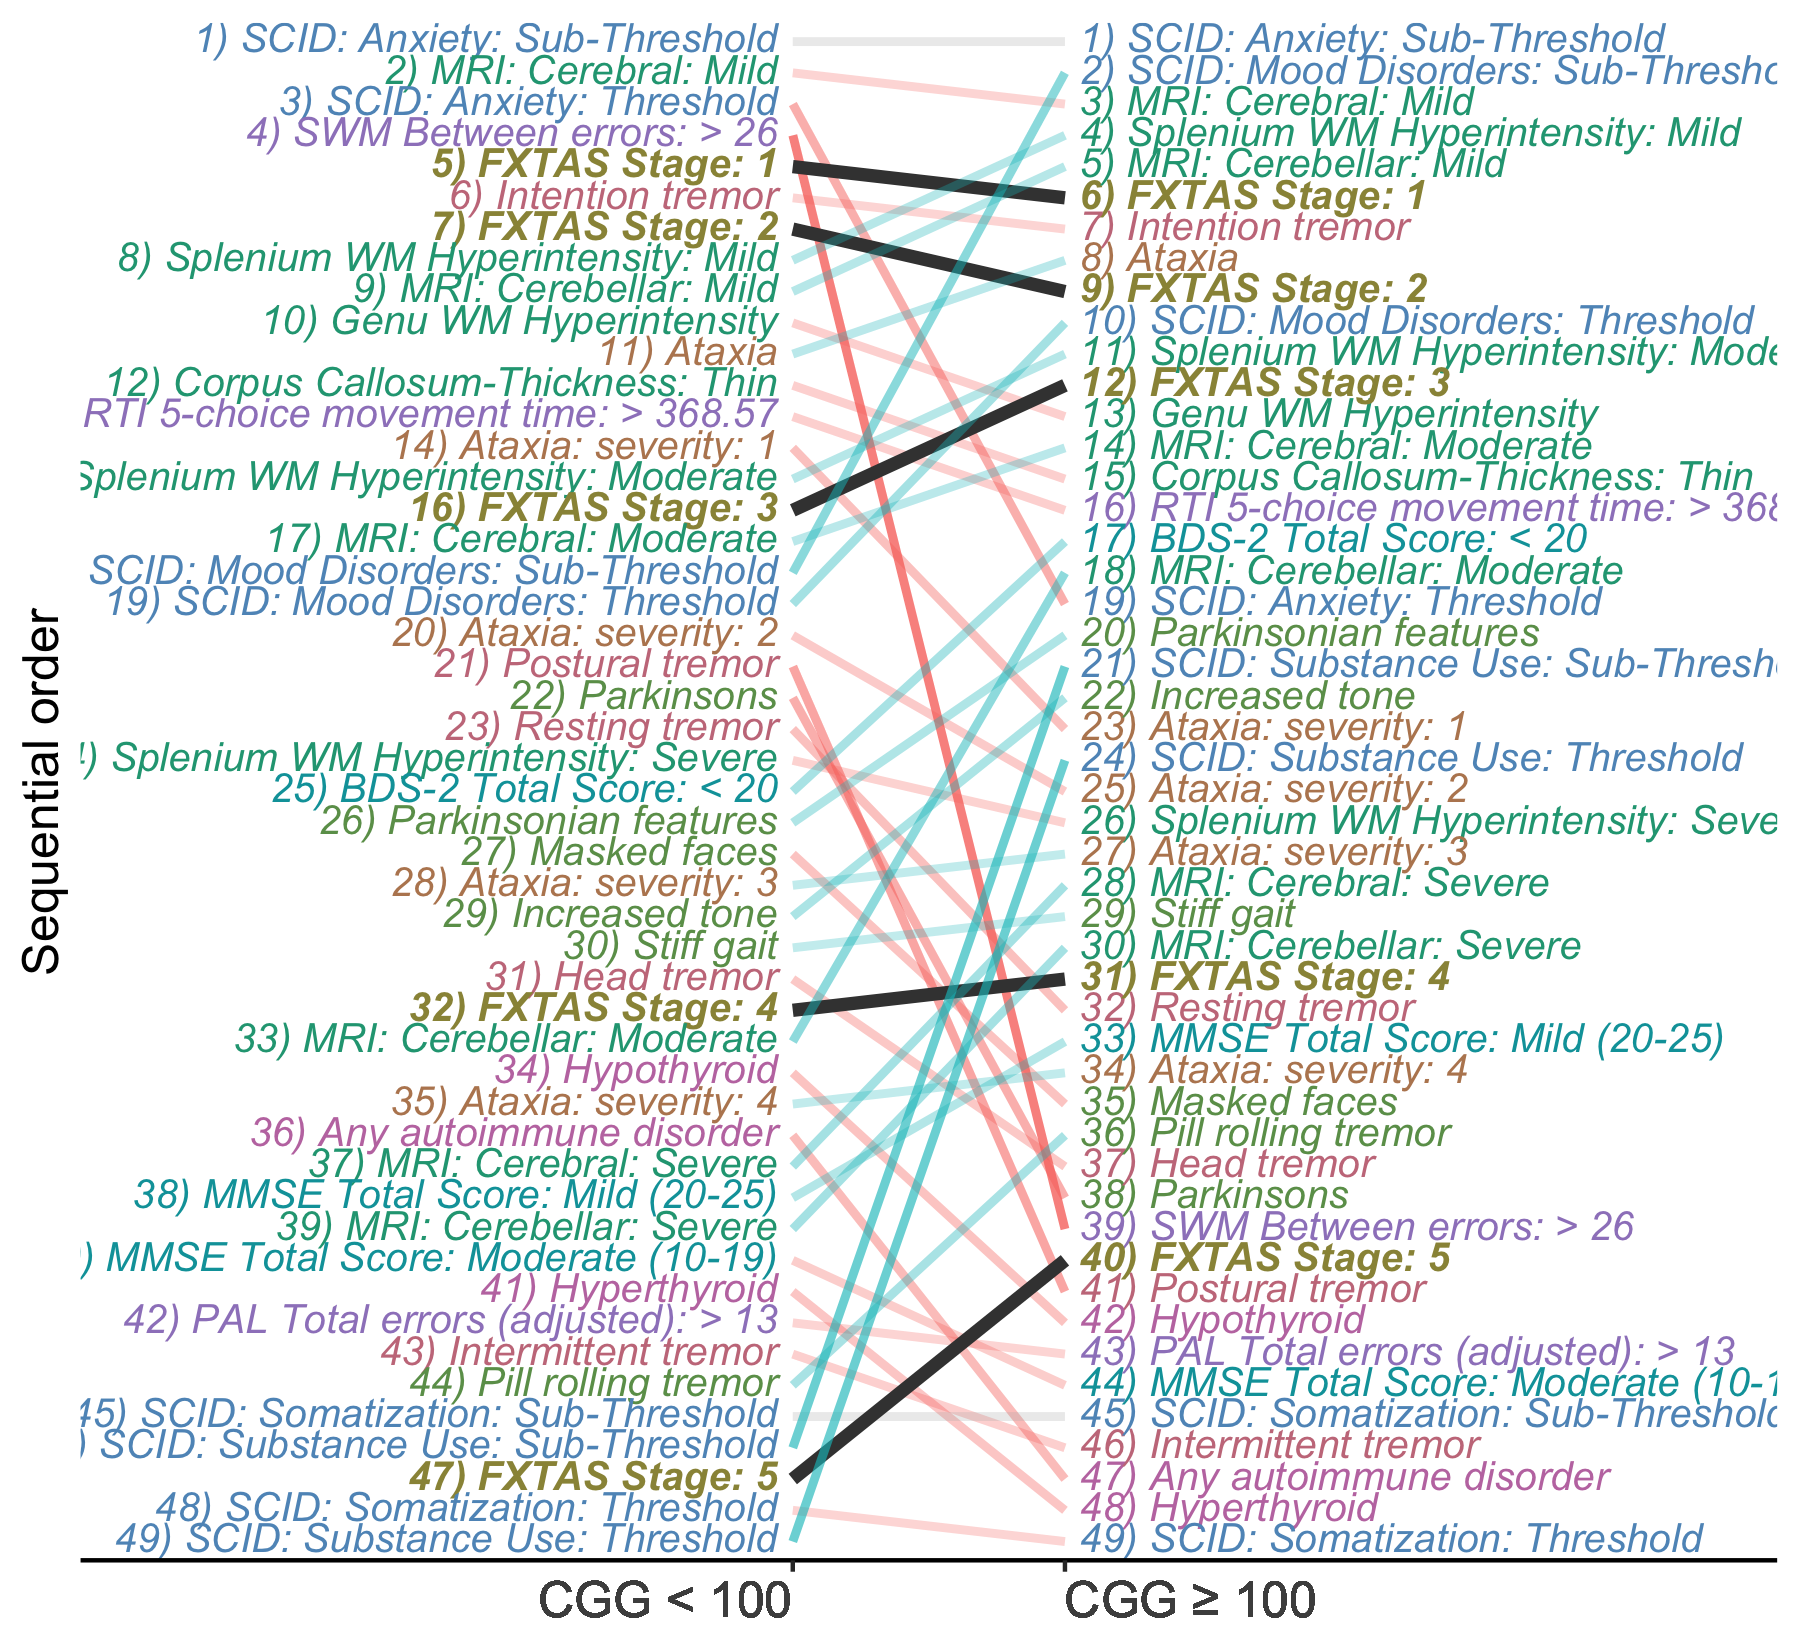 Sequential order
1) SCID: Anxiety: Sub-Threshold
2) MRI: Cerebral: Mild
3) SCID: Anxiety: Threshold
4) SWM Between errors: > 26
5) FXTAS Stage: 1
6) Intention tremor
7) FXTAS Stage: 2
8) Splenium WM Hyperintensity: Mild
9) MRI: Cerebellar: Mild
10) Genu WM Hyperintensity
11) Ataxia
12) Corpus Callosum-Thickness: Thin
RTI 5-choice movement time: > 368.57
14) Ataxia: severity: 1
Splenium WM Hyperintensity: Moderate
16) FXTAS Stage: 3
17) MRI: Cerebral: Moderate
SCID: Mood Disorders: Sub-Threshold
19) SCID: Mood Disorders: Threshold
20) Ataxia: severity: 2
21) Postural tremor
22) Parkinsons
23) Resting tremor
) Splenium WM Hyperintensity: Severe
25) BDS-2 Total Score: < 20
26) Parkinsonian features
27) Masked faces
28) Ataxia: severity: 3
29) Increased tone
30) Stiff gait
31) Head tremor
32) FXTAS Stage: 4
33) MRI: Cerebellar: Moderate
34) Hypothyroid
35) Ataxia: severity: 4
36) Any autoimmune disorder
37) MRI: Cerebral: Severe
38) MMSE Total Score: Mild (20-25)
39) MRI: Cerebellar: Severe
) MMSE Total Score: Moderate (10-19)
41) Hyperthyroid
42) PAL Total errors (adjusted): > 13
43) Intermittent tremor
44) Pill rolling tremor
45) SCID: Somatization: Sub-Threshold
) SCID: Substance Use: Sub-Threshold
47) FXTAS Stage: 5
48) SCID: Somatization: Threshold
49) SCID: Substance Use: Threshold
1) SCID: Anxiety: Sub-Threshold
2) SCID: Mood Disorders: Sub-Thresho
3) MRI: Cerebral: Mild
4) Splenium WM Hyperintensity: Mild
5) MRI: Cerebellar: Mild
6) FXTAS Stage: 1
7) Intention tremor
8) Ataxia
9) FXTAS Stage: 2
10) SCID: Mood Disorders: Threshold
11) Splenium WM Hyperintensity: Mode
12) FXTAS Stage: 3
13) Genu WM Hyperintensity
14) MRI: Cerebral: Moderate
15) Corpus Callosum-Thickness: Thin
16) RTI 5-choice movement time: > 368
17) BDS-2 Total Score: < 20
18) MRI: Cerebellar: Moderate
19) SCID: Anxiety: Threshold
20) Parkinsonian features
21) SCID: Substance Use: Sub-Thresh
22) Increased tone
23) Ataxia: severity: 1
24) SCID: Substance Use: Threshold
25) Ataxia: severity: 2
26) Splenium WM Hyperintensity: Seve
27) Ataxia: severity: 3
28) MRI: Cerebral: Severe
29) Stiff gait
30) MRI: Cerebellar: Severe
31) FXTAS Stage: 4
32) Resting tremor
33) MMSE Total Score: Mild (20-25)
34) Ataxia: severity: 4
35) Masked faces
36) Pill rolling tremor
37) Head tremor
38) Parkinsons
39) SWM Between errors: > 26
40) FXTAS Stage: 5
41) Postural tremor
42) Hypothyroid
43) PAL Total errors (adjusted): > 13
44) MMSE Total Score: Moderate (10-1
45) SCID: Somatization: Sub-Threshold
46) Intermittent tremor
47) Any autoimmune disorder
48) Hyperthyroid
49) SCID: Somatization: Threshold
CGG < 100
CGG ≥ 100